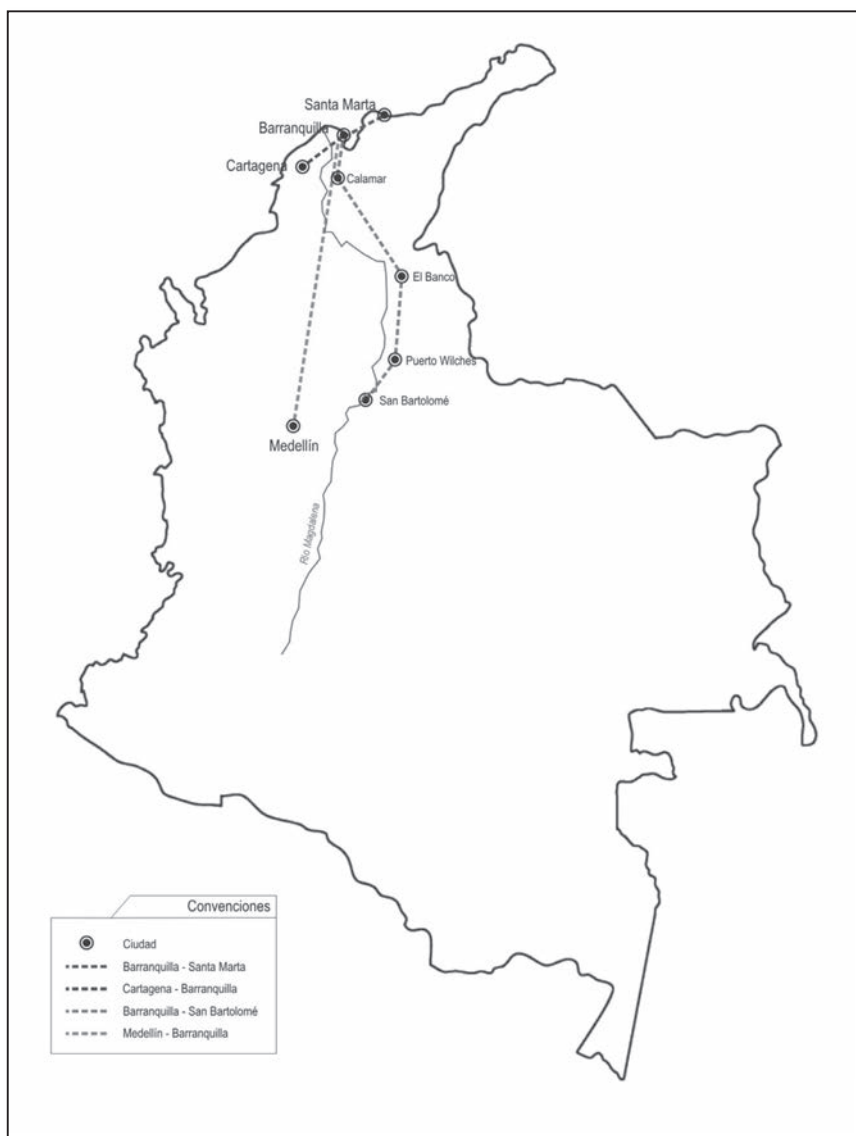 Santa Marta
Barranquilla
Cartagena
Calamar
El Banco
Puerto Wilches
San Bartolomé
Medellín
Río Magdalena
Convenciones
Ciudad
Barranquilla - Santa Marta
Cartagena - Barranquilla
Barranquilla - San Bartolomé
Medellín - Barranquilla